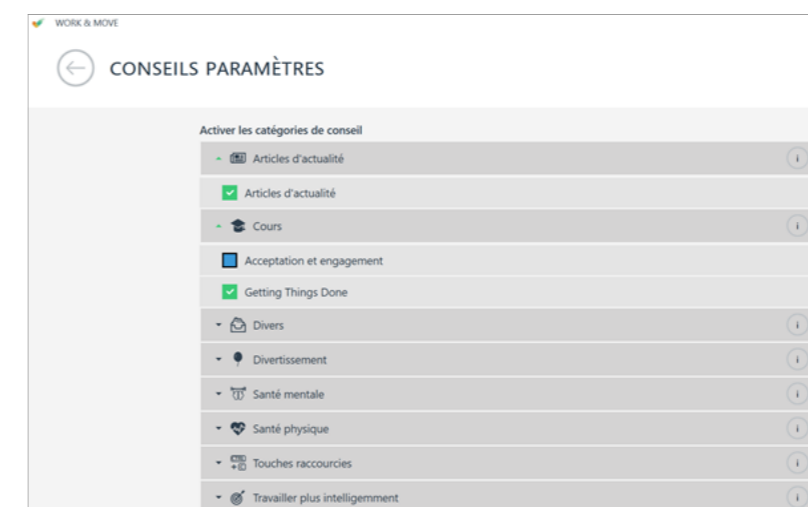 WORK & MOVE
CONSEILS PARAMÈTRES
Activer les catégories de conseil
Articles d'actualité
Articles d'actualité
Cours
Acceptation et engagement
Getting Things Done
Divers
Divertissement
Santé mentale
Santé physique
Touches raccourcies
Travailler plus intelligemment